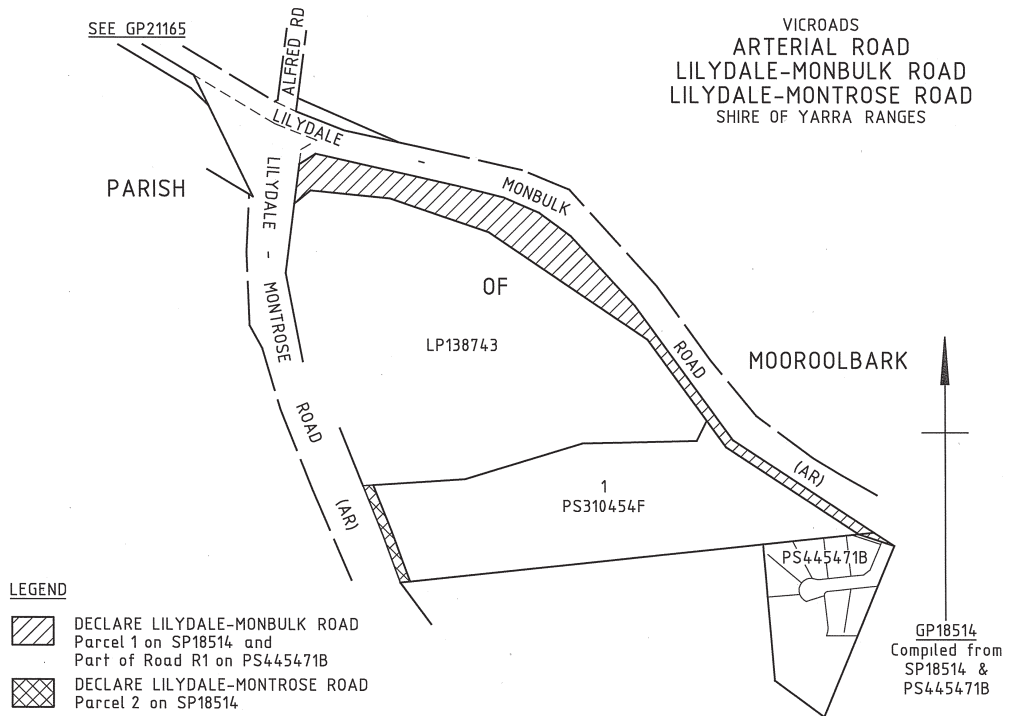 SEE GP21165
ALFRED RD
VICROADS
ARTERIAL ROAD
LILYDALE-MONBULK ROAD
LILYDALE-MONTROSE ROAD
SHIRE OF YARRA RANGES
LILYDALE - MONBULK ROAD (AR)
LILYDALE - MONTROSE ROAD (AR)
PARISH
OF
MOOROOLBARK
LP138743
1
PS310454F
PS445471B
LEGEND
DECLARE LILYDALE-MONBULK ROAD
Parcel 1 on SP18514 and
Part of Road R1 on PS445471B
DECLARE LILYDALE-MONTROSE ROAD
Parcel 2 on SP18514
GP18514
Compiled from
SP18514 &
PS445471B